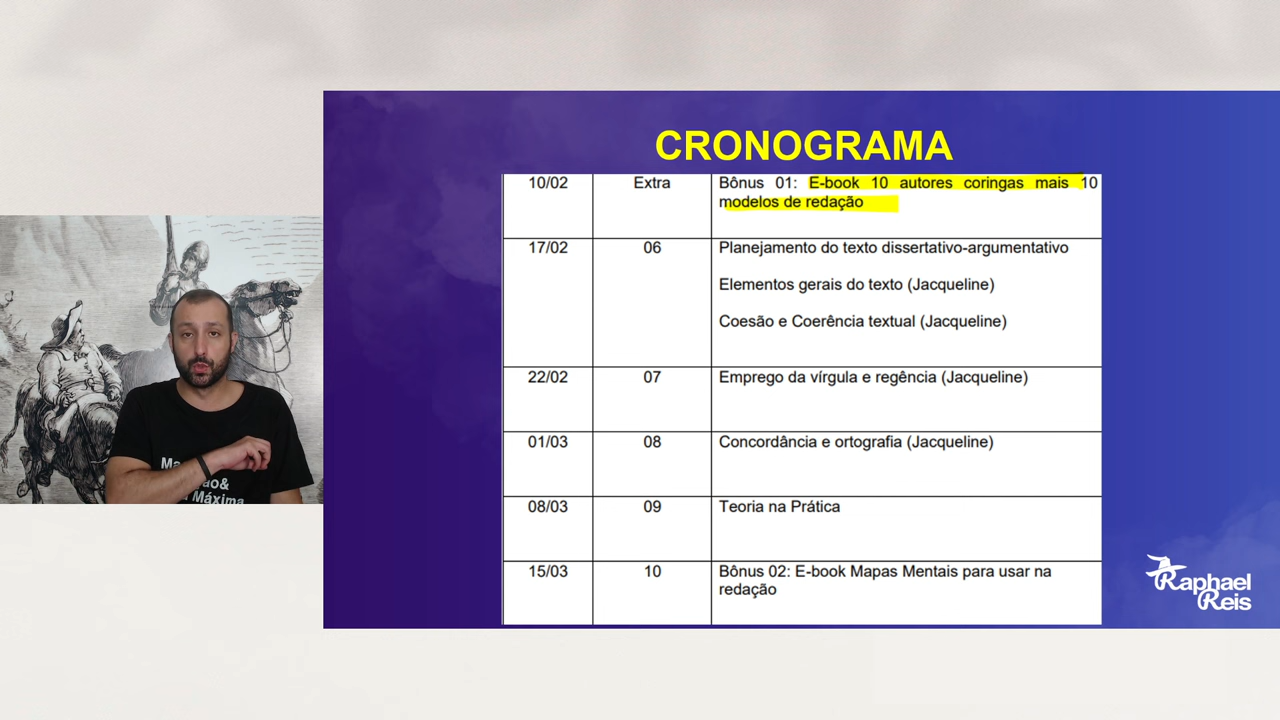 CRONOGRAMA
10/02 Extra Bônus 01: E-book 10 autores coringas mais 10
modelos de redação
17/02 06 Planejamento do texto dissertativo-argumentativo
Elementos gerais do texto (Jacqueline)
Coesão e Coerência textual (Jacqueline)
22/02 07 Emprego da vírgula e regência (Jacqueline)
01/03 08 Concordância e ortografia (Jacqueline)
08/03 09 Teoria na Prática
15/03 10 Bônus 02: E-book Mapas Mentais para usar na
redação
Raphael
Reis
Máxima